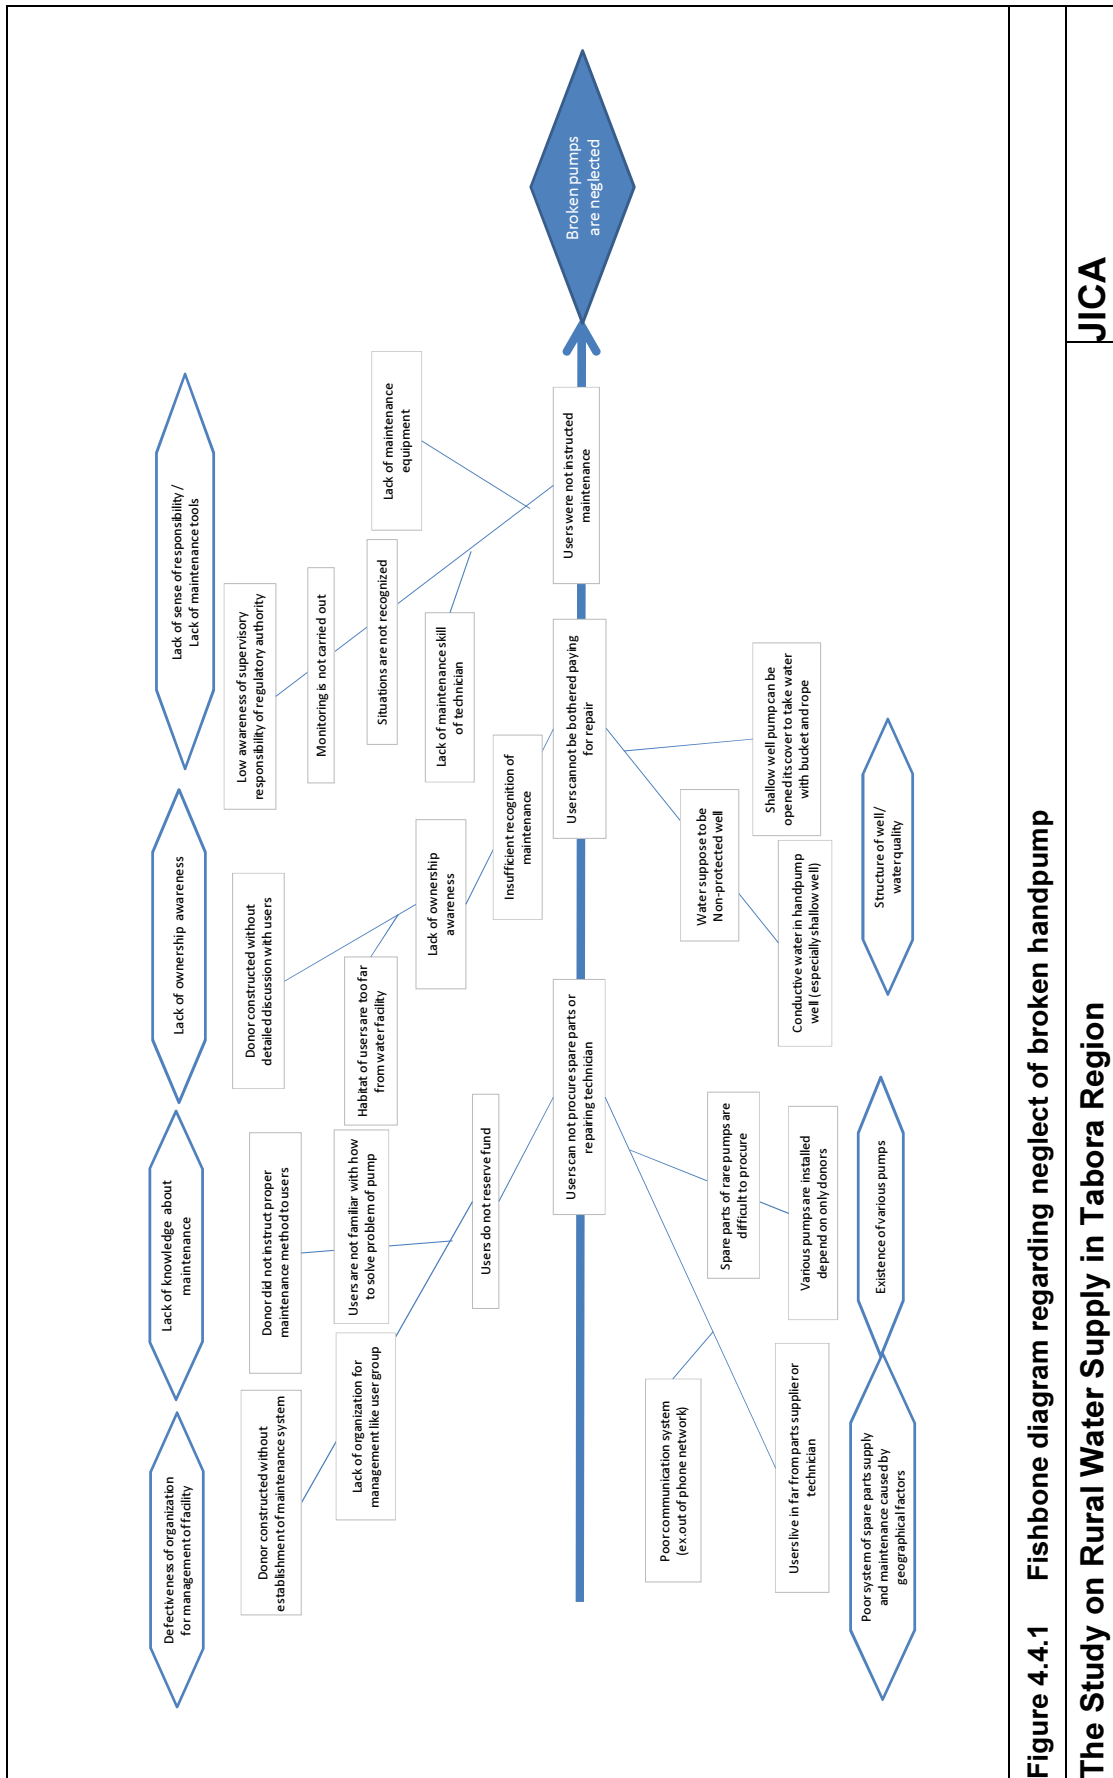 Defectiveness of organization
for management of facility
Lack of knowledge about
maintenance
Lack of ownership awareness
Lack of sense of responsibility /
Lack of maintenance tools
Donor constructed without
establishment of maintenance system
Lack of organization for
management like user group
Donor did not instruct proper
maintenance method to users
Users are not familiar with how
to solve problem of pump
Users do not reserve fund
Donor constructed without
detailed discussion with users
Habitat of users are too far
from water facility
Lack of ownership
awareness
Insufficient recognition of
maintenance
Low awareness of supervisory
responsibility of regulatory authority
Monitoring is not carried out
Situations are not recognized
Lack of maintenance skill
of technician
Lack of maintenance
equipment
Users can not procure spare parts or
repairing technician
Users cannot be bothered paying
for repair
Users were not instructed
maintenance
Broken pumps
are neglected
Poor communication system
(ex.out of phone network)
Users live in far from parts supplier or
technician
Spare parts of rare pumps are
difficult to procure
Various pumps are installed
depend on only donors
Water suppose to be
Non-protected well
Conductive water in handpump
well (especially shallow well)
Shallow well pump can be
opened its cover to take water
with bucket and rope
Poor system of spare parts supply
and maintenance caused by
geographical factors
Existence of various pumps
Structure of well/
water quality
Figure 4.4.1 Fishbone diagram regarding neglect of broken handpump
The Study on Rural Water Supply in Tabora Region
JICA